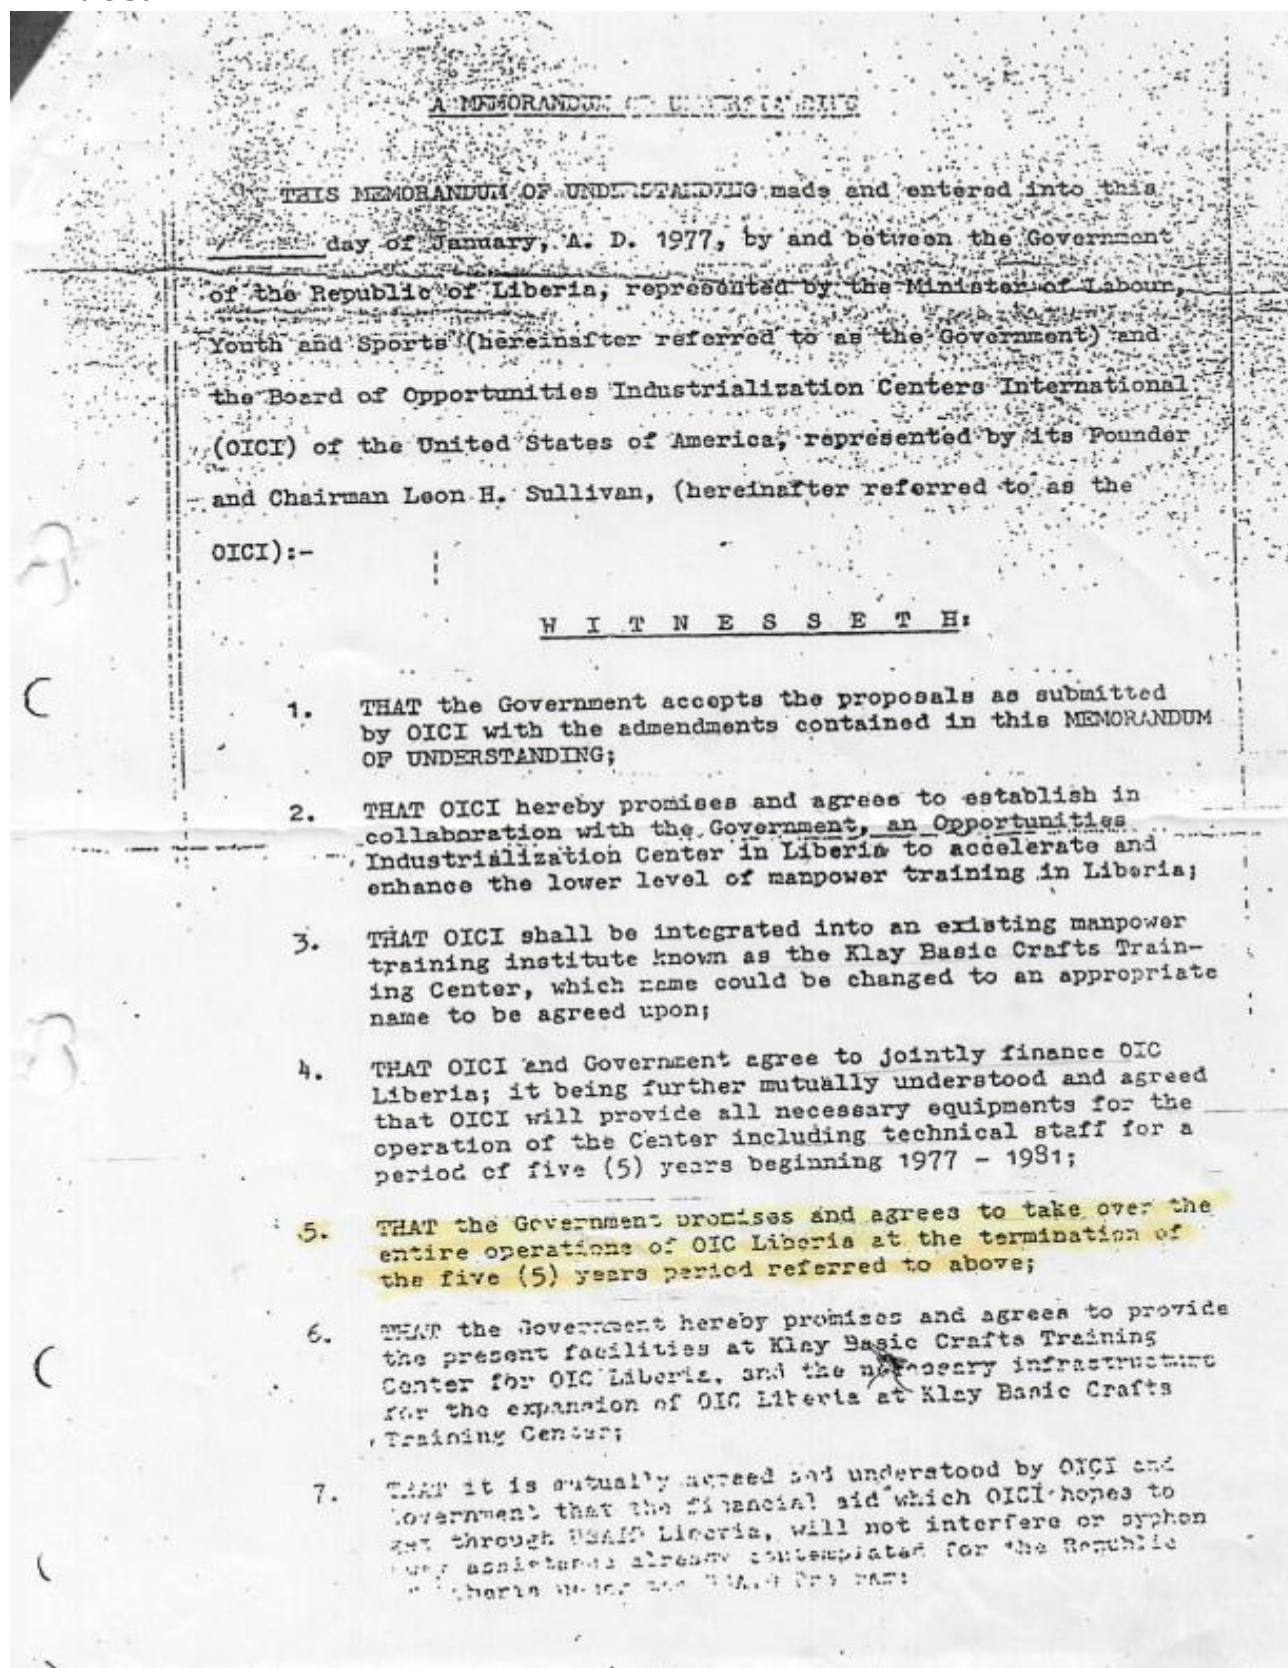 A MEMORANDUM OF UNDERSTANDING
THIS MEMORANDUM OF UNDERSTANDING made and entered into this
day of January, A. D. 1977, by and between the Government
of the Republic of Liberia, represented by the Minister of Labour,
Youth and Sports (hereinafter referred to as the Government) and
the Board of Opportunities Industrialization Centers International
(OICI) of the United States of America, represented by its Founder
and Chairman Leon H. Sullivan, (hereinafter referred to as the
OICI):-
W I T N E S S E T H:
1. THAT the Government accepts the proposals as submitted
by OICI with the admendments contained in this MEMORANDUM
OF UNDERSTANDING;
2. THAT OICI hereby promises and agrees to establish in
collaboration with the Government, an Opportunities
Industrialization Center in Liberia to accelerate and
enhance the lower level of manpower training in Liberia;
3. THAT OICI shall be integrated into an existing manpower
training institute known as the Klay Basic Crafts Train-
ing Center, which name could be changed to an appropriate
name to be agreed upon;
4. THAT OICI and Government agree to jointly finance OIC
Liberia; it being further mutually understood and agreed
that OICI will provide all necessary equipments for the
operation of the Center including technical staff for a
period of five (5) years beginning 1977 - 1981;
5. THAT the Government promises and agrees to take over the
entire operations of OIC Liberia at the termination of
the five (5) years period referred to above;
6. THAT the Government hereby promises and agrees to provide
the present facilities at Klay Basic Crafts Training
Center for OIC Liberia, and the necessary infrastructure
for the expansion of OIC Liberia at Klay Basic Crafts
Training Center;
7. THAT it is mutually agreed and understood by OICI and
Government that the financial aid which OICI hopes to
get through USAID Liberia, will not interfere or syphon
any assistance already contemplated for the Republic
of Liberia under the